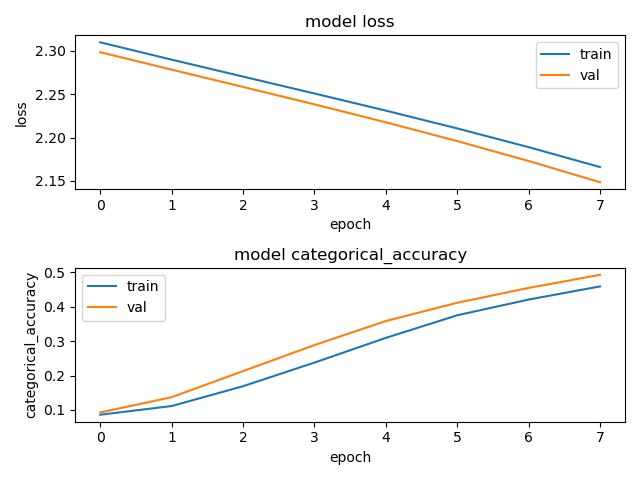 model loss
2.30
2.25
2.20
2.15
loss
train
val
0 1 2 3 4 5 6 7
epoch
model categorical_accuracy
0.5
0.4
0.3
0.2
0.1
categorical_accuracy
train
val
0 1 2 3 4 5 6 7
epoch